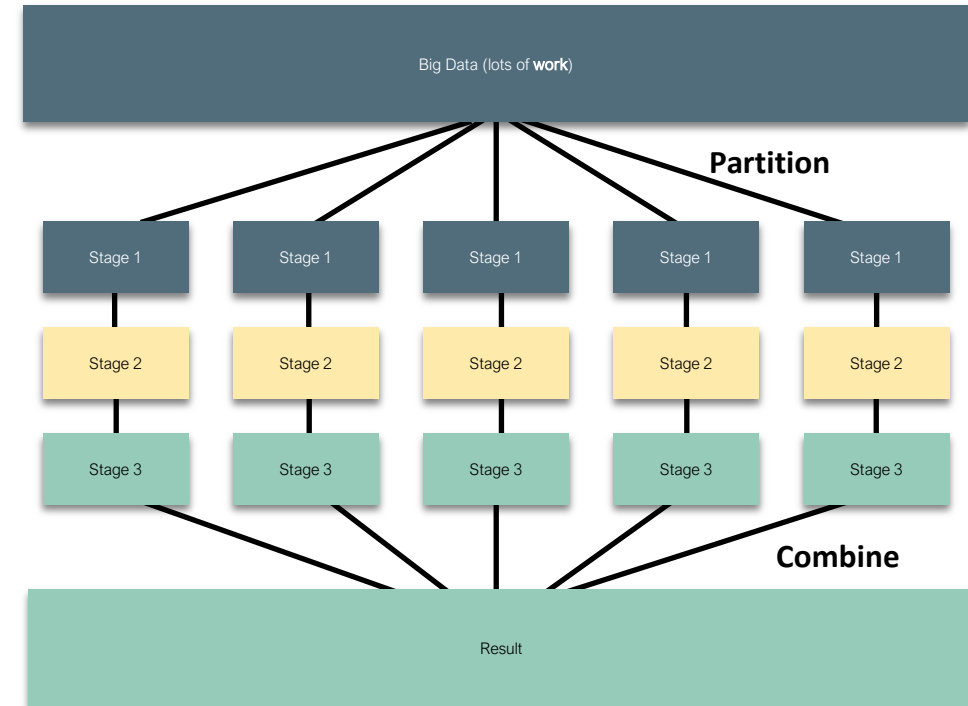 Big Data (lots of work)
Partition
Stage 1 Stage 1 Stage 1 Stage 1 Stage 1
Stage 2 Stage 2 Stage 2 Stage 2 Stage 2
Stage 3 Stage 3 Stage 3 Stage 3 Stage 3
Combine
Result